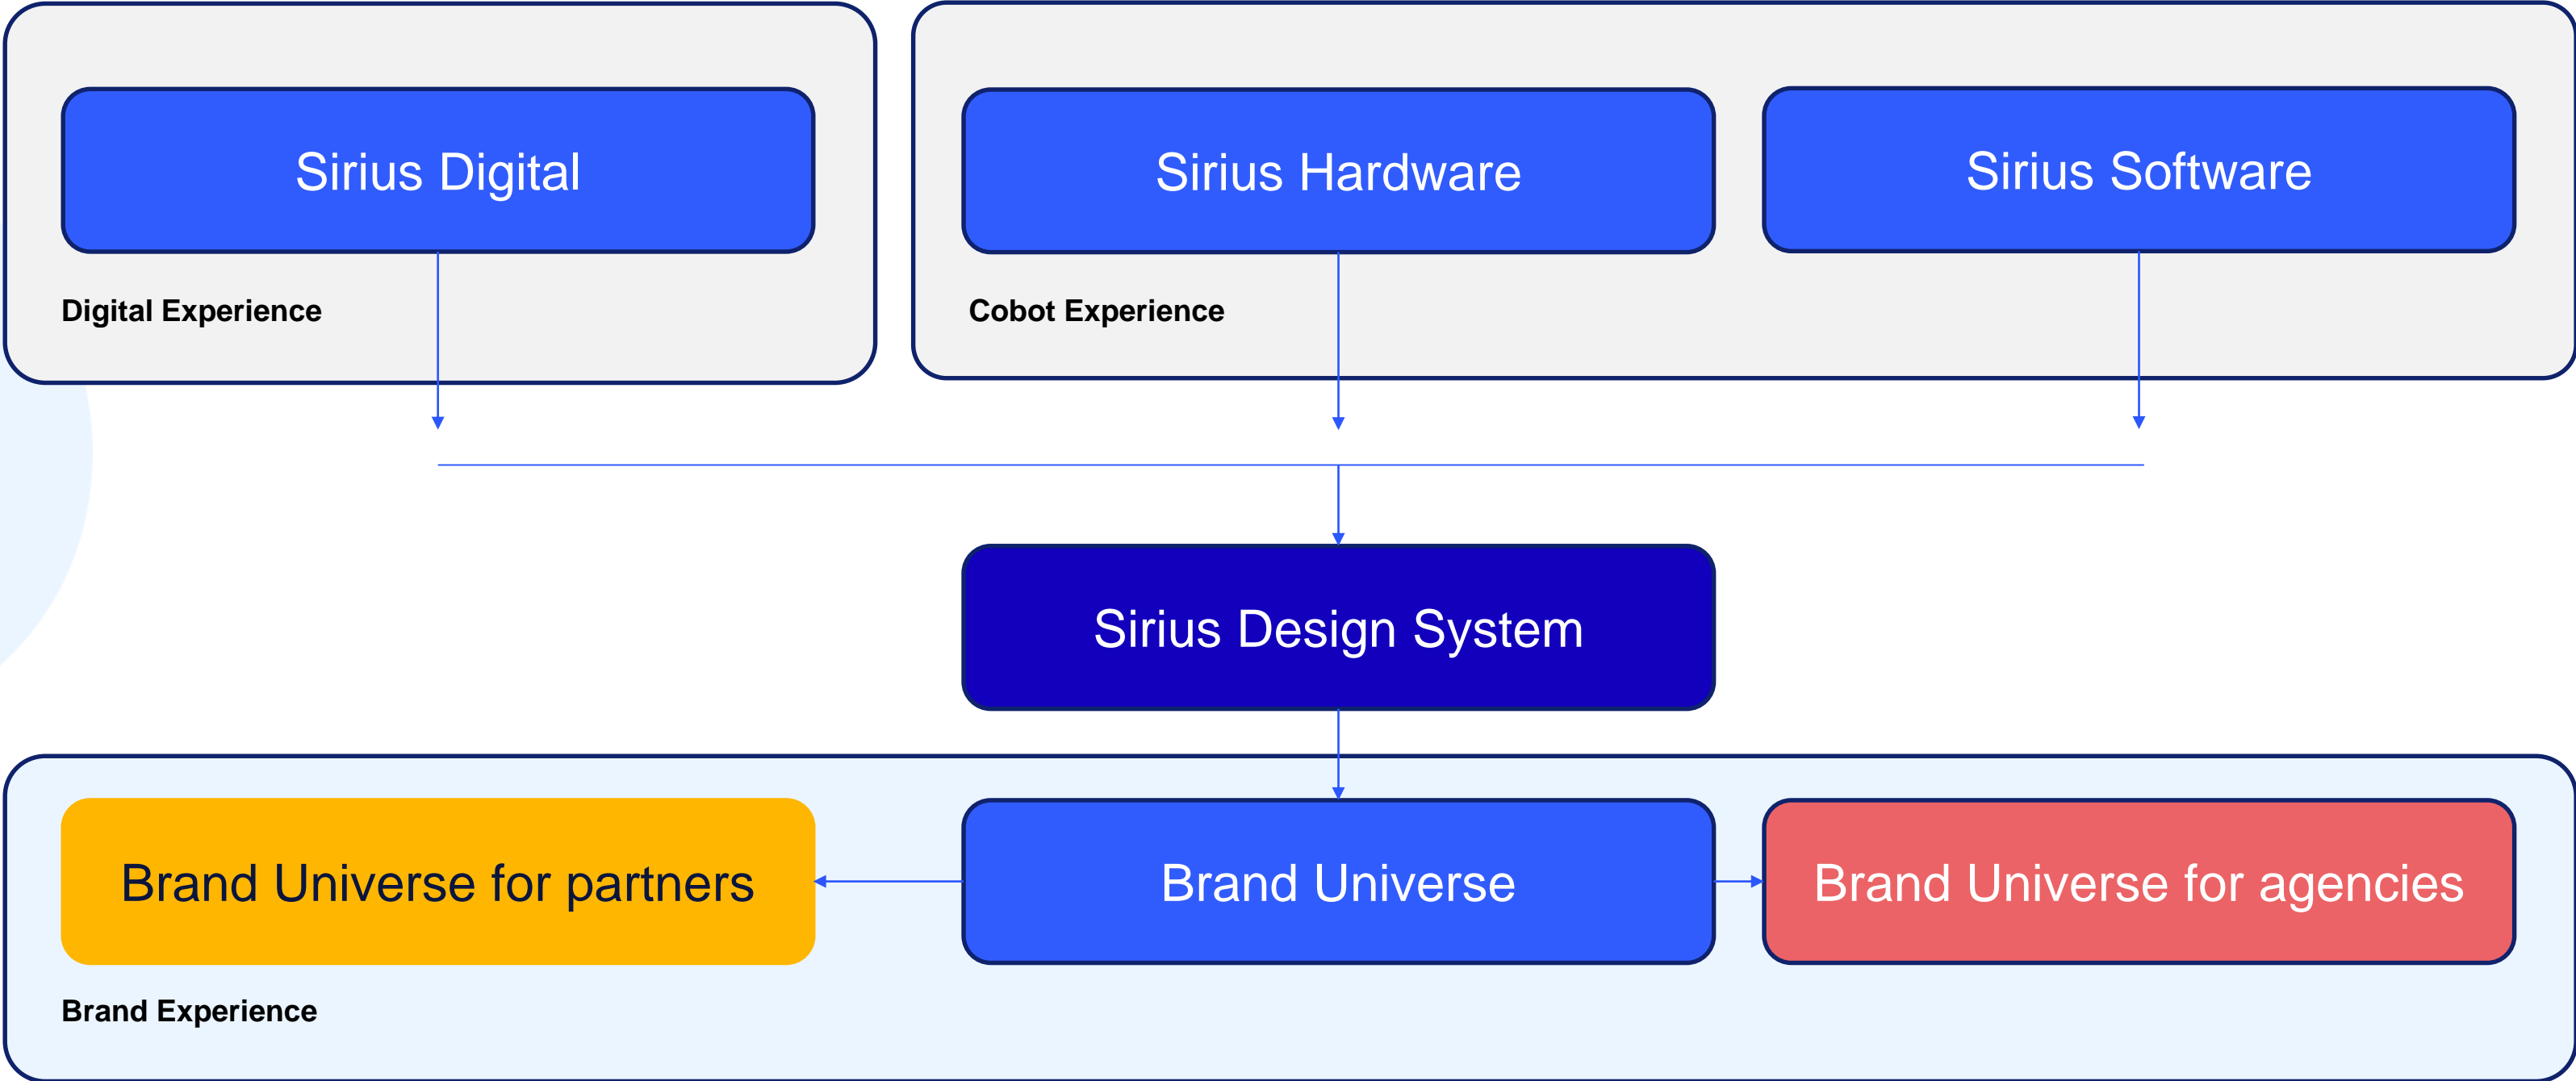 Sirius Digital
Sirius Hardware
Sirius Software
Digital Experience
Cobot Experience
Sirius Design System
Brand Universe for partners
Brand Universe
Brand Universe for agencies
Brand Experience